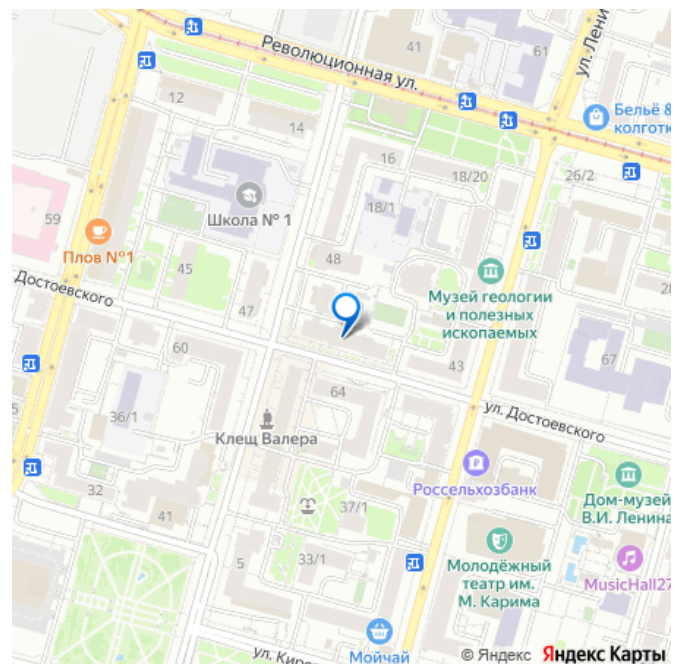 41
61
ул. Лени
Революционная ул.
12
14
Бельё &
колготк
16
18/20
26/2
Школа № 1
18/1
59
Плов №1
45
48
Музей геологии
и полезных
ископаемых
Достоевского
47
60
43
67
64
36/1
ул. Достоевского
Клещ Валера
Россельхозбанк
32
41
37/1
Дом-музей
В.И. Ленина
5
33/1
Молодёжный
театр им.
М. Карима
MusicHall27
ул. Киро
Мойчай
© Яндекс Яндекс Карты